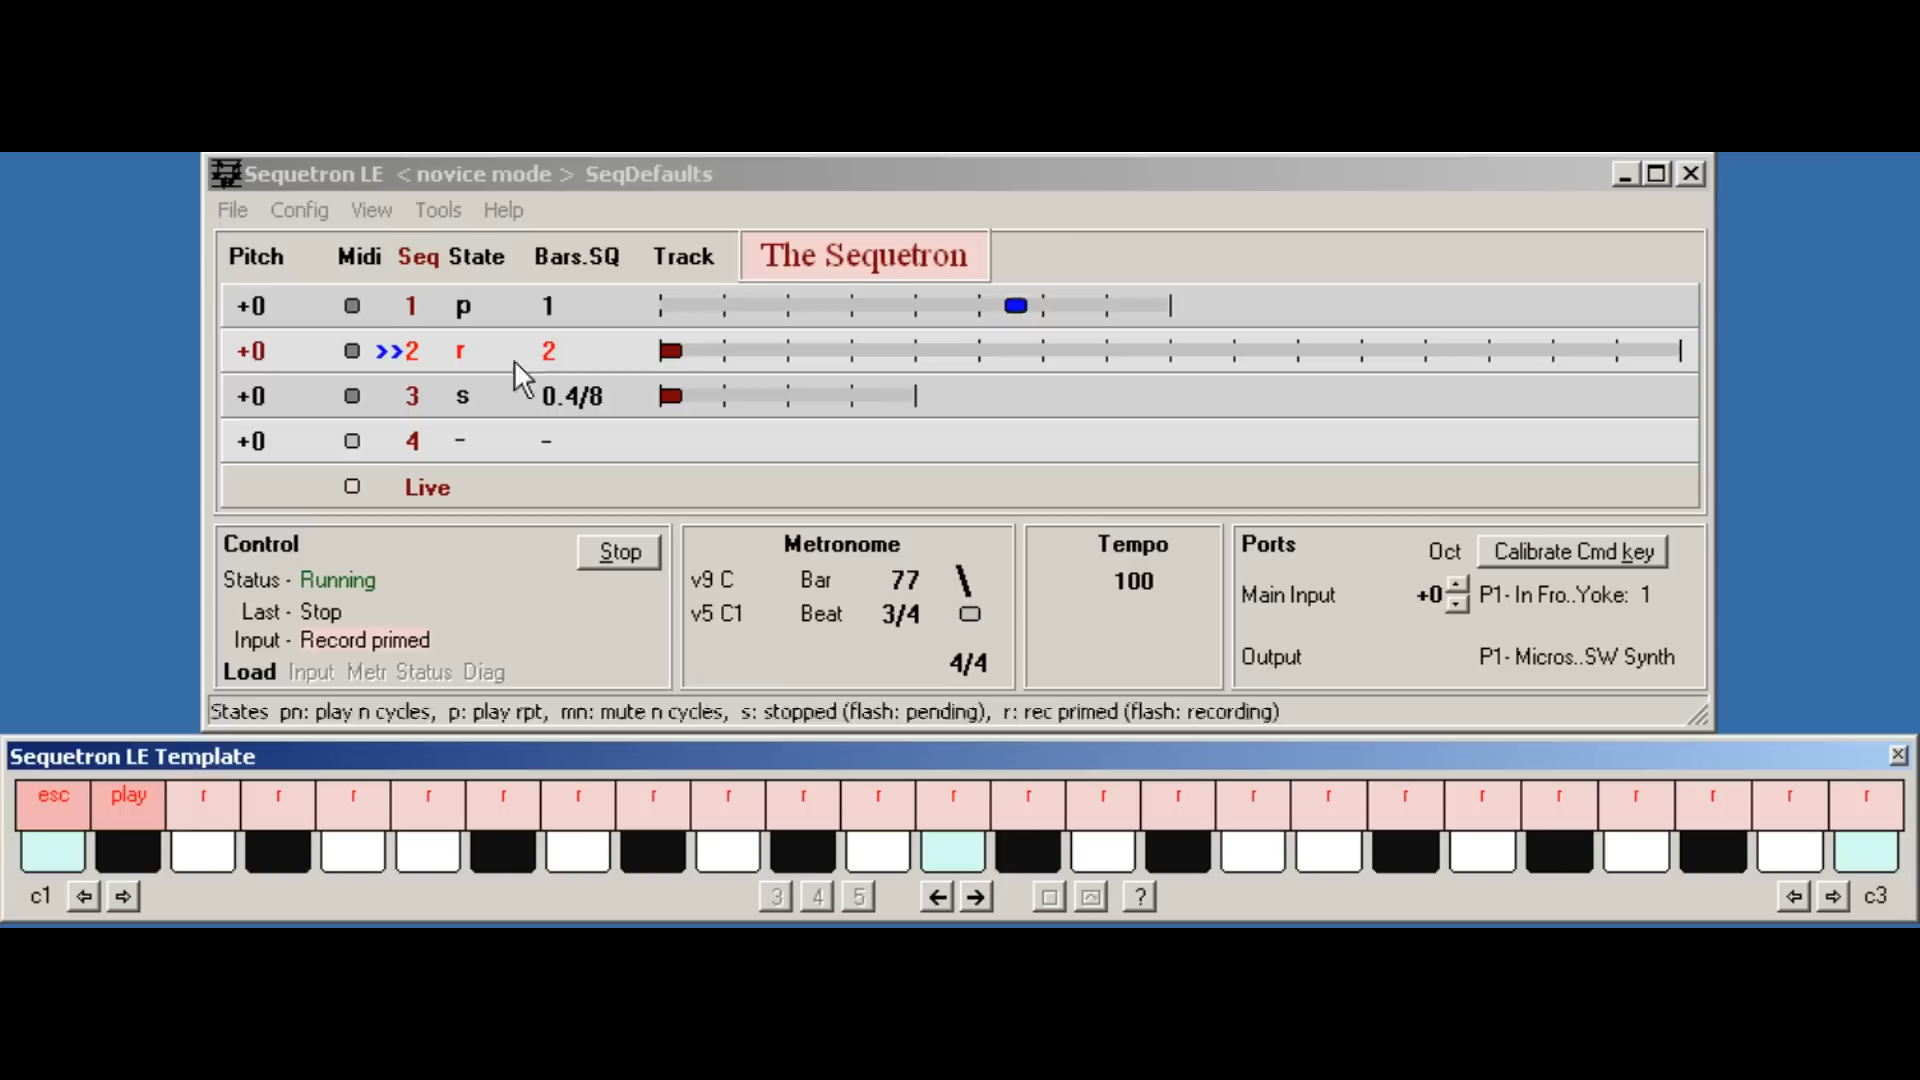 Sequetron LE < novice mode > SeqDefaults
File Config View Tools Help
Pitch Midi Seq State Bars.SQ Track The Sequetron
+0 1 p 1
+0 >>2 r 2
+0 3 s 0.4/8
+0 4 - -
Live
Control Stop Metronome Tempo Ports Oct Calibrate Cmd key
Status - Running v9 C Bar 77 100 Main Input +0 P1- In Fro..Yoke: 1
Last - Stop v5 C1 Beat 3/4
Input - Record primed 4/4 Output P1- Micros..SW Synth
Load Input Metr Status Diag
States pn: play n cycles, p: play rpt, mn: mute n cycles, s: stopped (flash: pending), r: rec primed (flash: recording)
Sequetron LE Template
esc play r r r r r r r r r r r r r r r r r r r r r r r
c1 3 4 5 ? c3